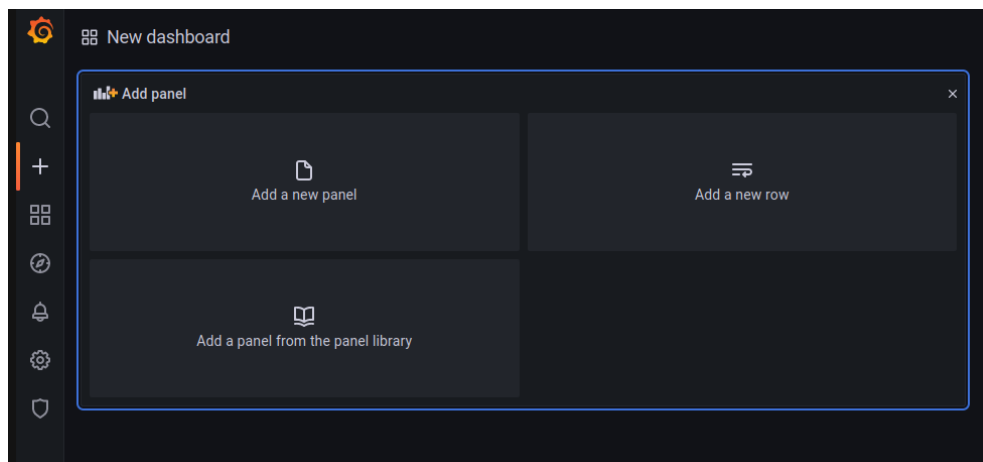 New dashboard
Add panel
Add a new panel
Add a new row
Add a panel from the panel library